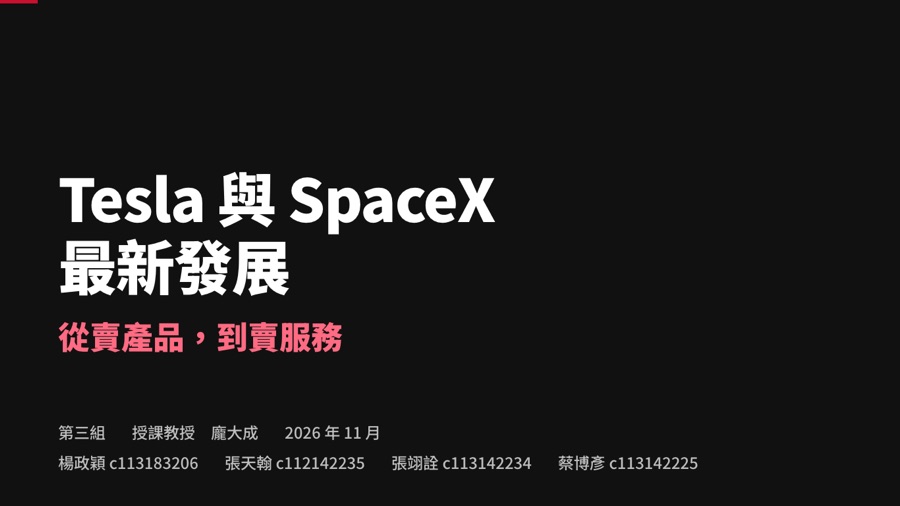 Tesla 與 SpaceX
最新發展
從賣產品，到賣服務
第三組 授課教授 龐大成 2026 年 11 月
楊政穎 c113183206 張天翰 c112142235 張翊詮 c113142234 蔡博彥 c113142225